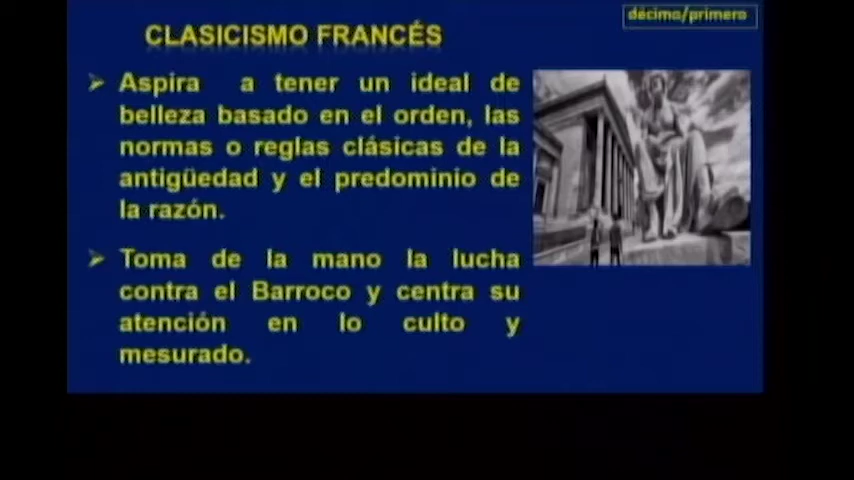 décimo/primero
CLASICISMO FRANCÉS
➢ Aspira a tener un ideal de
belleza basado en el orden, las
normas o reglas clásicas de la
antigüedad y el predominio de
la razón.
➢ Toma de la mano la lucha
contra el Barroco y centra su
atención en lo culto y
mesurado.